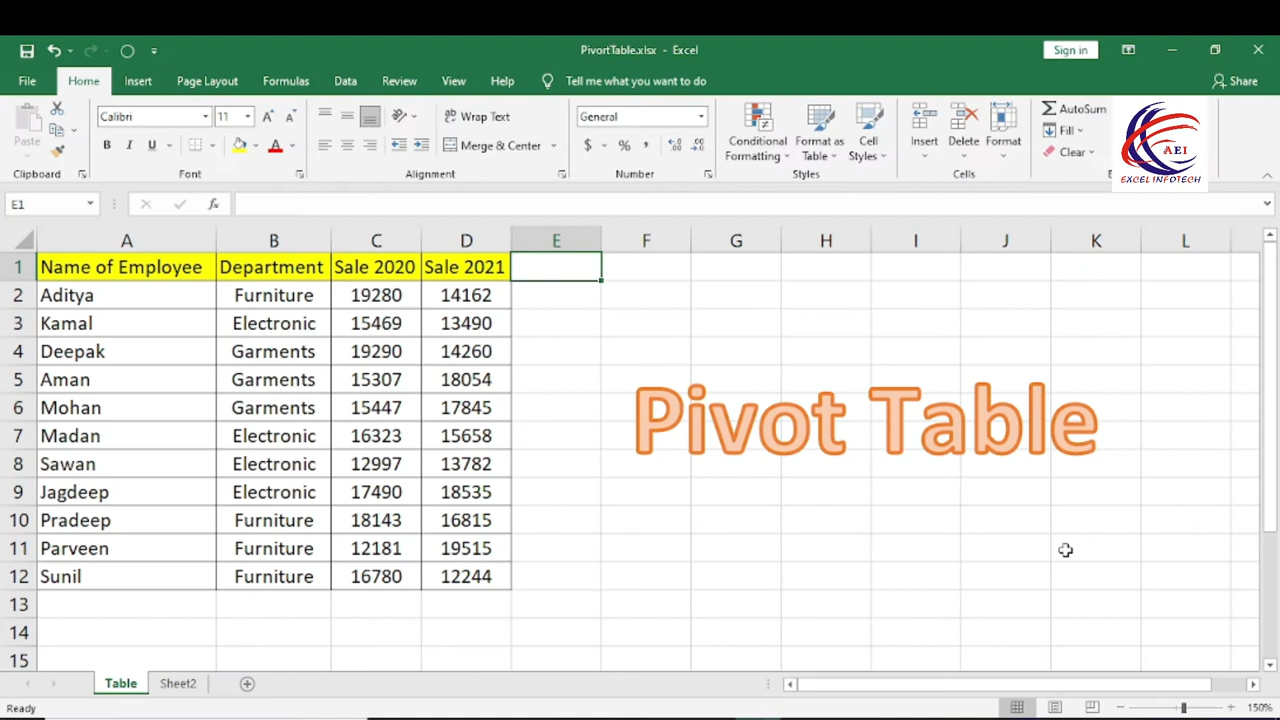 PivortTable.xlsx - Excel
Sign in
File Home Insert Page Layout Formulas Data Review View Help Tell me what you want to do Share
Paste
Clipboard
Calibri 11
B I U A
Font
Wrap Text
Merge & Center
Alignment
General
$ % ,
Number
Conditional Formatting
Format as Table
Cell Styles
Styles
Insert Delete Format
Cells
AutoSum
Fill
Clear
AEI
EXCEL INFOTECH
E1 fx
A B C D E F G H I J K L
1 Name of Employee Department Sale 2020 Sale 2021
2 Aditya Furniture 19280 14162
3 Kamal Electronic 15469 13490
4 Deepak Garments 19290 14260
5 Aman Garments 15307 18054
6 Mohan Garments 15447 17845
7 Madan Electronic 16323 15658
8 Sawan Electronic 12997 13782
9 Jagdeep Electronic 17490 18535
10 Pradeep Furniture 18143 16815
11 Parveen Furniture 12181 19515
12 Sunil Furniture 16780 12244
13
14
15
Pivot Table
Table Sheet2
Ready 150%